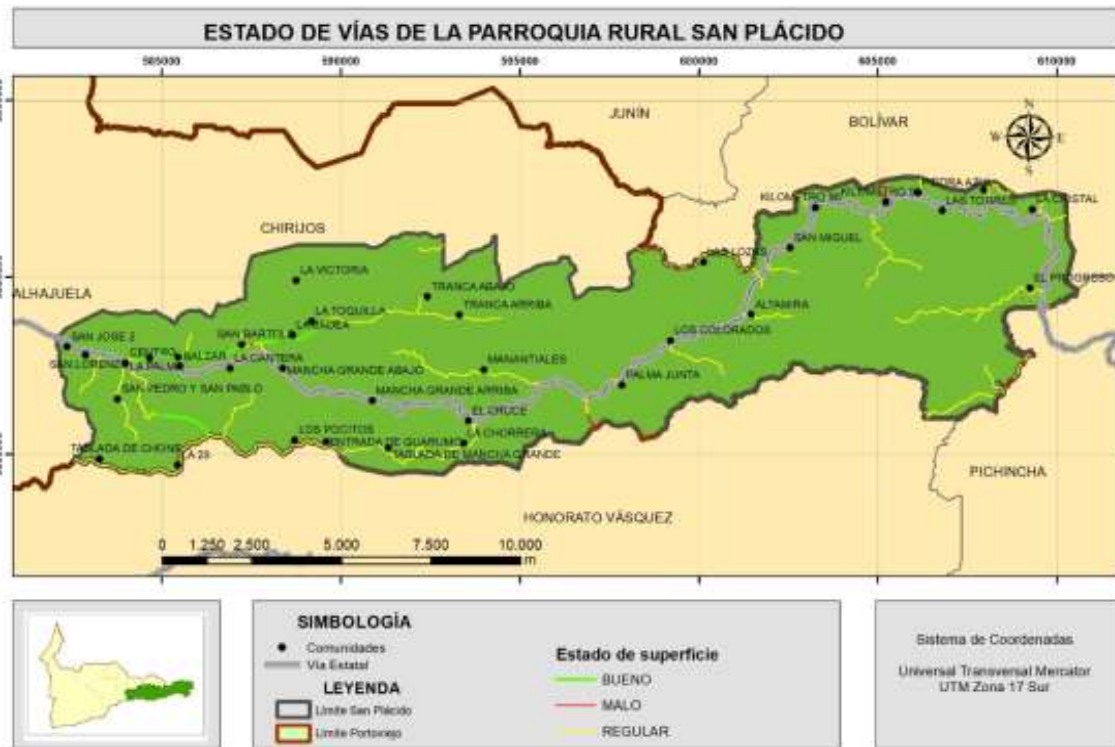 ESTADO DE VÍAS DE LA PARROQUIA RURAL SAN PLÁCIDO
585000 590000 595000 600000 605000 610000
JUNÍN
BOLÍVAR
N
W E
S
PIEDRA AZUL
KILOMETRO
LAS TORRES
LA CRISTAL
CHIRIJOS
SAN MIGUEL
LAS LOZAS
LA VICTORIA
ALHAJUELA
TRANCA ABAJO
EL PROGRESO
LA TOQUILLA
TRANCA ARRIBA
ALTAMIRA
SAN JOSE 2
LOS COLORADOS
CENTRO
BALZAR
SAN LORENZO
LA PALMA
LA CANTERA
MANCHA GRANDE ABAJO
MANANTIALES
PALMA JUNTA
SAN PEDRO Y SAN PABLO
MANCHA GRANDE ARRIBA
EL CRUCE
LOS POCITOS
LA CHORRERA
ENTRADA DE GUARUMO
TABLADA DE MANCHA GRANDE
LA 28
PICHINCHA
HONORATO VÁSQUEZ
0 1.250 2.500 5.000 7.500 10.000
m
SIMBOLOGÍA
Comunidades
Vía Estatal
LEYENDA
Límite San Plácido
Límite Portoviejo
Estado de superficie
BUENO
MALO
REGULAR
Sistema de Coordenadas
Universal Transversal Mercator
UTM Zona 17 Sur